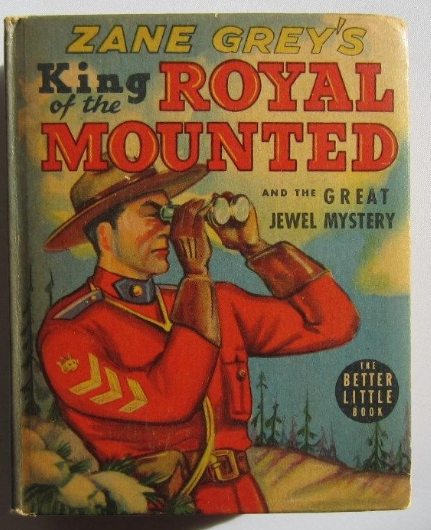 ZANE GREY'S
King ROYAL
of the
MOUNTED
AND THE GREAT
JEWEL MYSTERY
THE
BETTER
LITTLE
BOOK